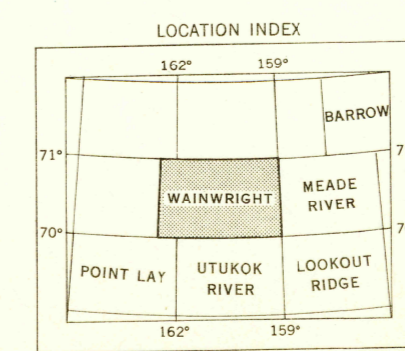 LOCATION INDEX
162° 159°
BARROW
71° 7
WAINWRIGHT
MEADE
RIVER
70° 7
POINT LAY
UTUKOK
RIVER
LOOKOUT
RIDGE
162° 159°